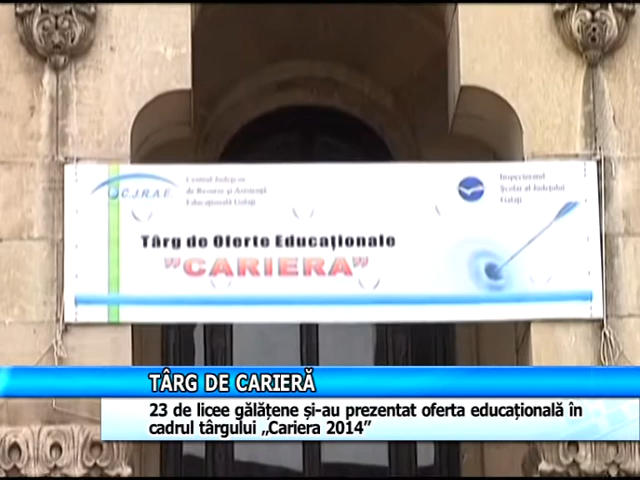 C.J.R.A.E.
Centrul Județean
de Resurse și Asistență
Educațională Galați
Inspectoratul
Școlar al Județului
Galați
Târg de Oferte Educaționale
"CARIERA"
TÂRG DE CARIERĂ
23 de licee gălățene și-au prezentat oferta educațională în
cadrul târgului „Cariera 2014”